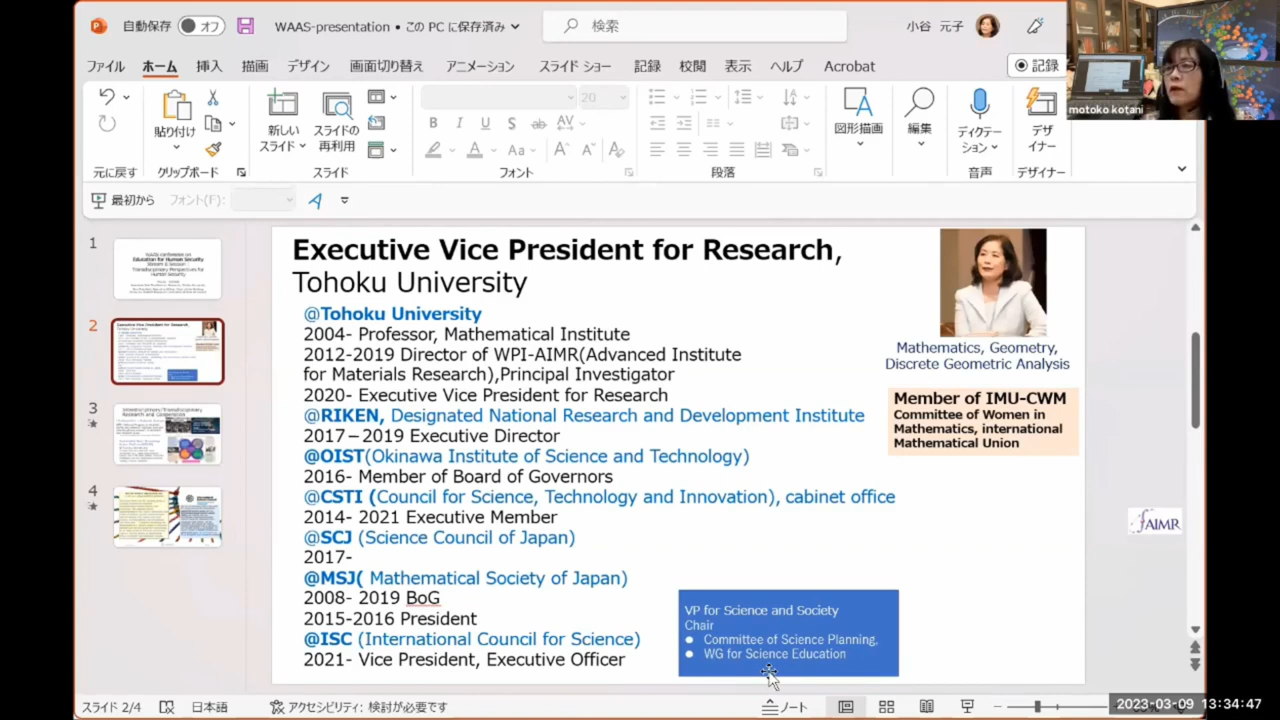 自動保存 オフ WAAS-presentation • この PC に保存済み 検索 小谷 元子
ファイル ホーム 挿入 描画 デザイン 画面切り替え アニメーション スライド ショー 記録 校閲 表示 ヘルプ Acrobat 記録
motoko kotani
貼り付け 新しい スライド スライドの 再利用 20 図形描画 編集 ディクテー ション デザ イナー
元に戻す クリップボード スライド フォント 段落 音声 デザイナー
最初から フォント(F):
1
Education for Human Security
2
3
4
Executive Vice President for Research,
Tohoku University
@Tohoku University
2004- Professor, Mathematical Institute
2012-2019 Director of WPI-AIMR(Advanced Institute
for Materials Research),Principal Investigator
2020- Executive Vice President for Research
@RIKEN, Designated National Research and Development Institute
2017 – 2019 Executive Director
@OIST(Okinawa Institute of Science and Technology)
2016- Member of Board of Governors
@CSTI (Council for Science, Technology and Innovation), cabinet office
2014- 2021 Executive Member
@SCJ (Science Council of Japan)
2017-
@MSJ( Mathematical Society of Japan)
2008- 2019 BoG
2015-2016 President
@ISC (International Council for Science)
2021- Vice President, Executive Officer
Mathematics, Geometry,
Discrete Geometric Analysis
Member of IMU-CWM
Committee of Women in
Mathematics, international
Mathematical Union
AIMR
VP for Science and Society
Chair
● Committee of Science Planning.
● WG for Science Education
スライド 2/4 日本語 アクセシビリティ: 検討が必要です ノート
2023-03-09 13:34:47